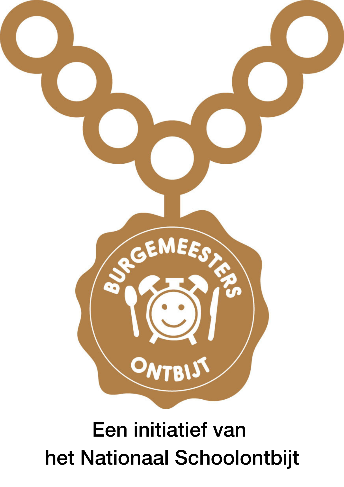 BURGEMEESTERS
ONTBIJT
Een initiatief van
het Nationaal Schoolontbijt